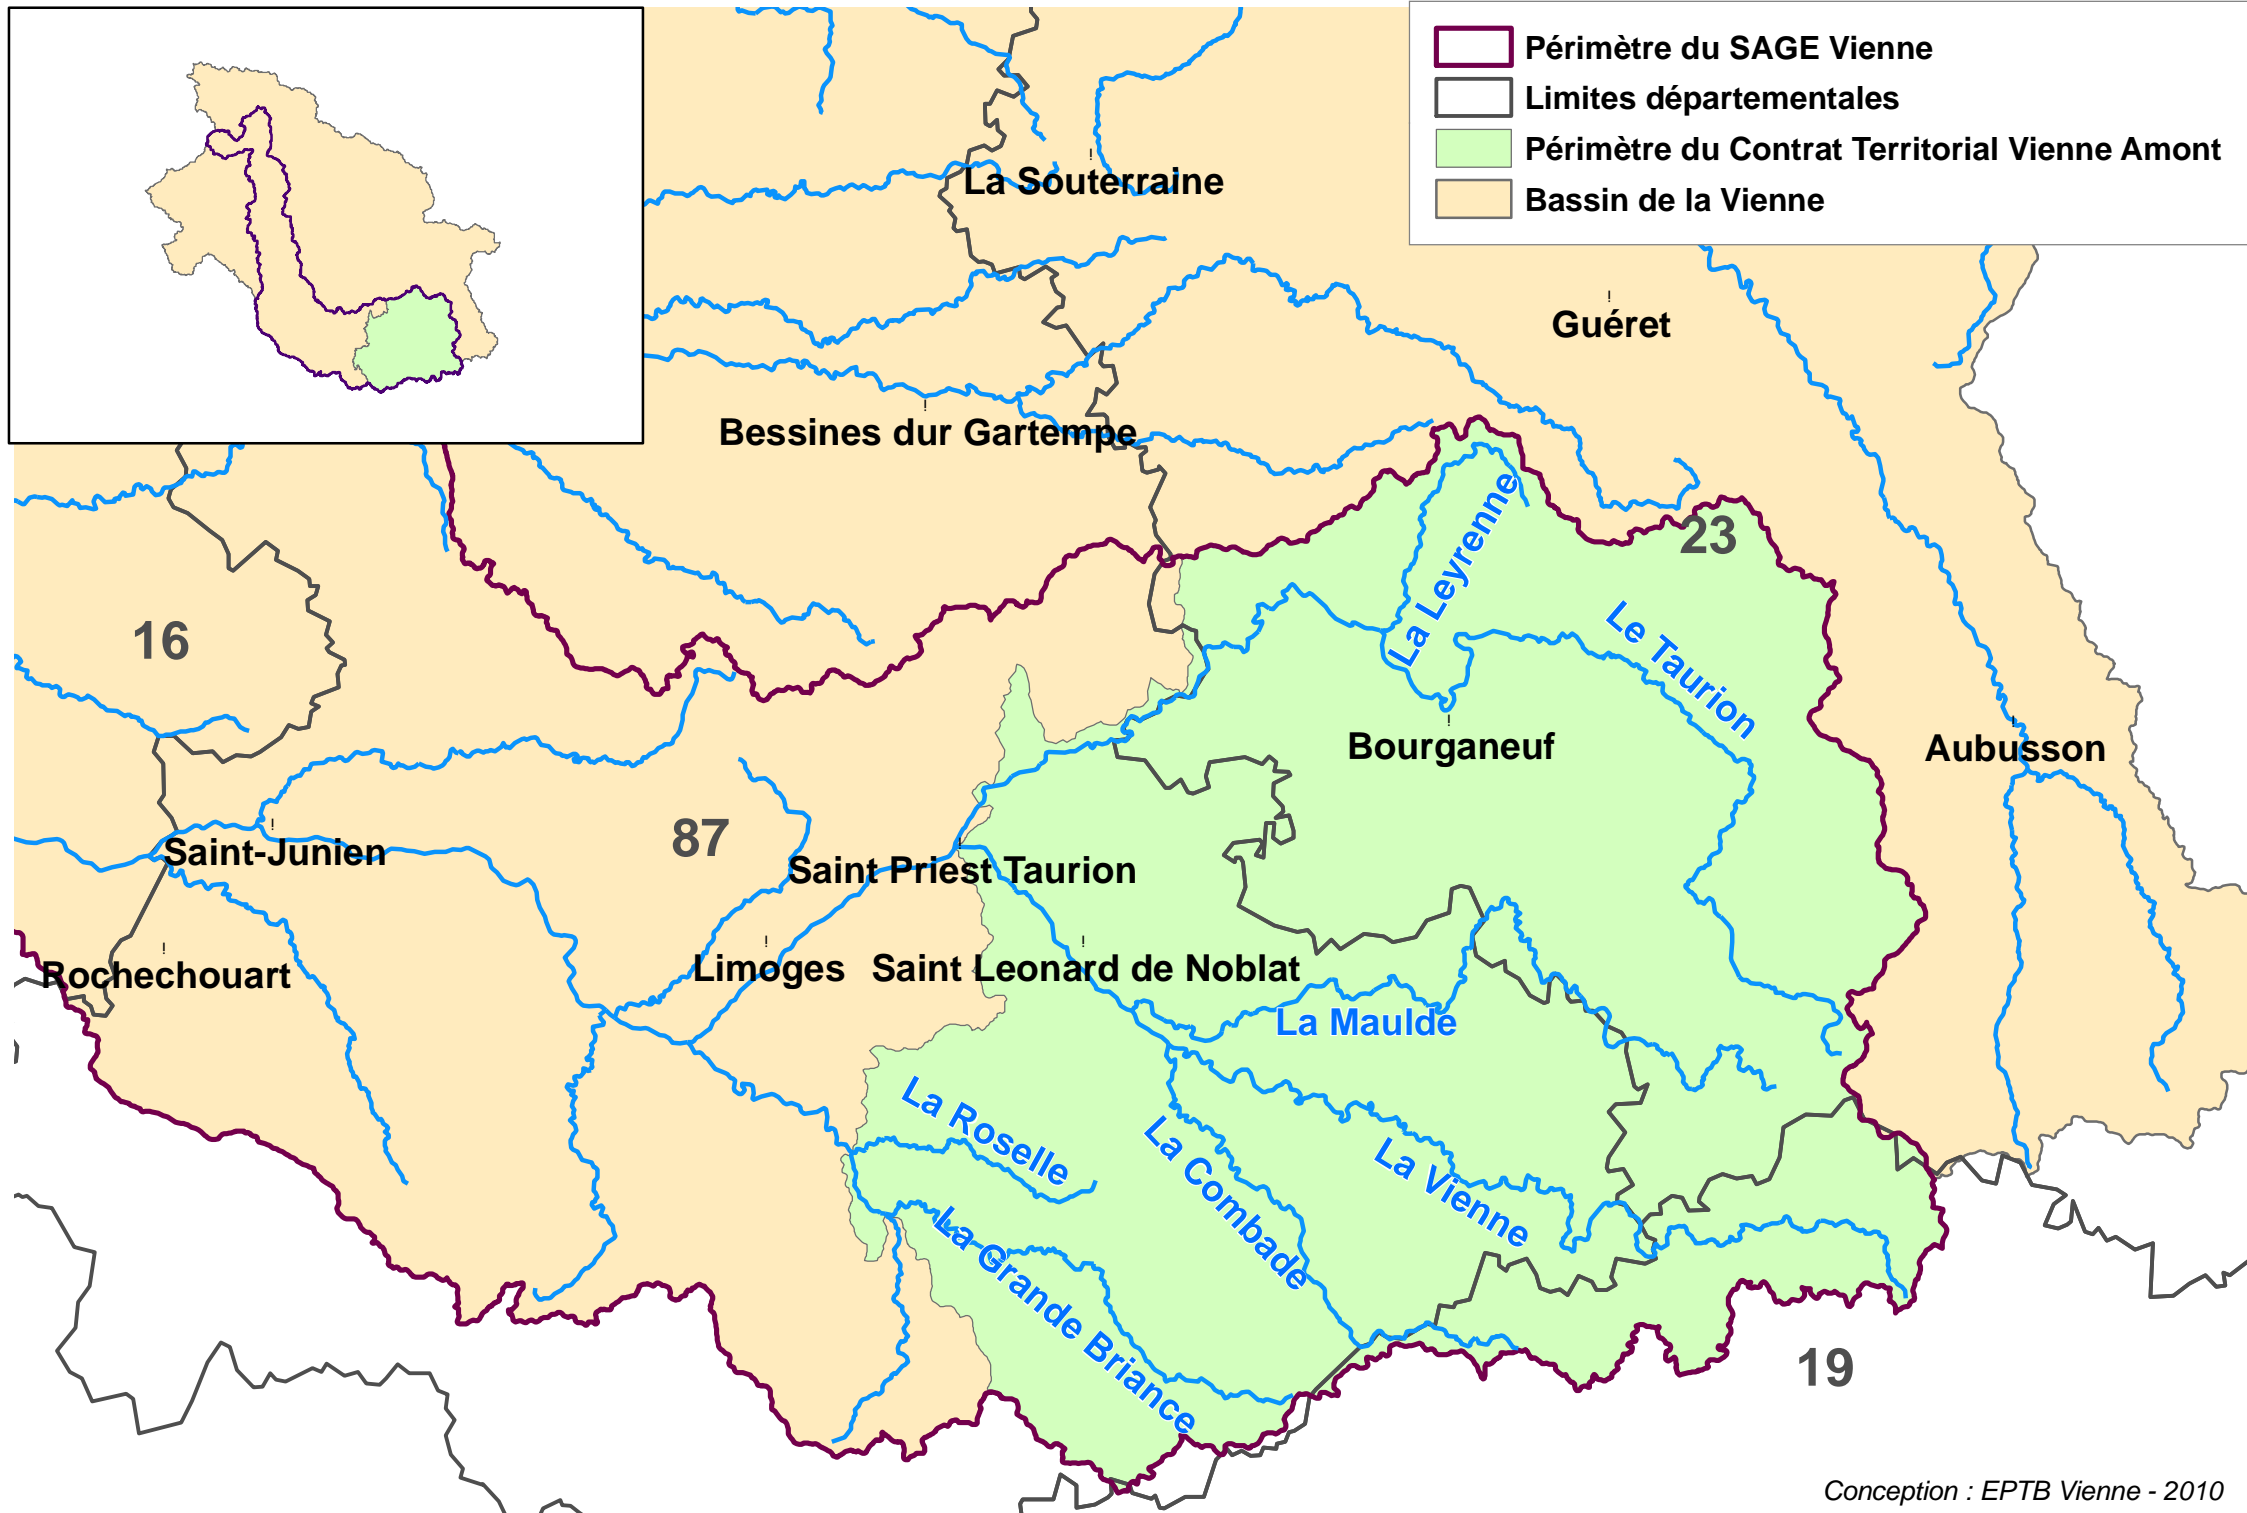 Périmètre du SAGE Vienne
Limites départementales
Périmètre du Contrat Territorial Vienne Amont
Bassin de la Vienne
La Souterraine
Guéret
Bessines dur Gartempe
La Leyrenne
23
16
Le Taurion
Bourganeuf
Aubusson
87
Saint-Junien
Saint Priest Taurion
Rochechouart
Limoges
Saint Leonard de Noblat
La Maulde
La Roselle
La Combade
La Vienne
La Grande Briance
19
Conception : EPTB Vienne - 2010